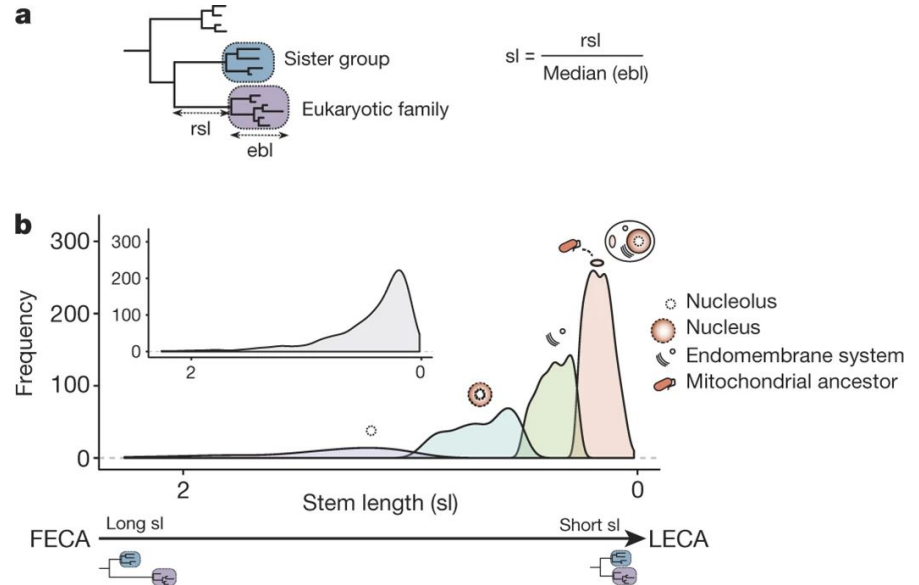 a
Sister group
Eukaryotic family
rsl
ebl
sl = rsl
Median (ebl)
b
300
200
100
0
Frequency
300
200
100
0
2
0
Nucleolus
Nucleus
Endomembrane system
Mitochondrial ancestor
2
0
Stem length (sl)
FECA
Long sl
Short sl
LECA